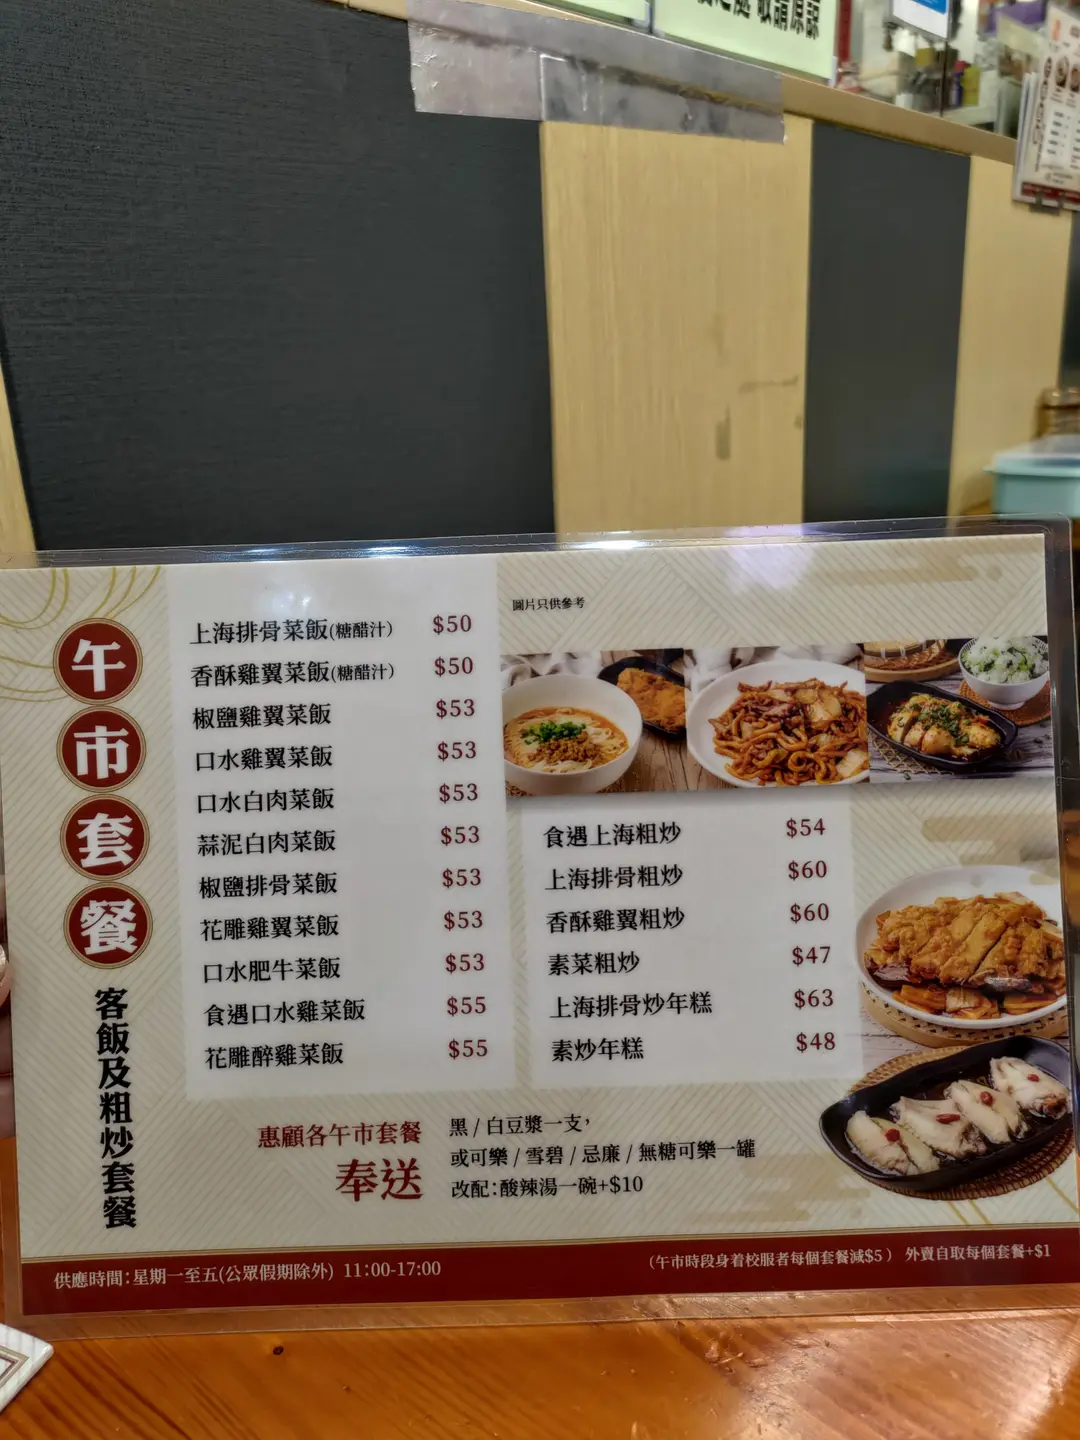 敬請原諒
午市套餐
客飯及粗炒套餐
上海排骨菜飯(糖醋汁) $50
香酥雞翼菜飯(糖醋汁) $50
椒鹽雞翼菜飯 $53
口水雞翼菜飯 $53
口水白肉菜飯 $53
蒜泥白肉菜飯 $53
椒鹽排骨菜飯 $53
花雕雞翼菜飯 $53
口水肥牛菜飯 $53
食遇口水雞菜飯 $55
花雕醉雞菜飯 $55
圖片只供參考
食遇上海粗炒 $54
上海排骨粗炒 $60
香酥雞翼粗炒 $60
素菜粗炒 $47
上海排骨炒年糕 $63
素炒年糕 $48
惠顧各午市套餐
奉送
黑 / 白豆漿一支，
或可樂 / 雪碧 / 忌廉 / 無糖可樂一罐
改配：酸辣湯一碗+$10
供應時間：星期一至五(公眾假期除外) 11:00-17:00
（午市時段身着校服者每個套餐減$5） 外賣自取每個套餐+$1